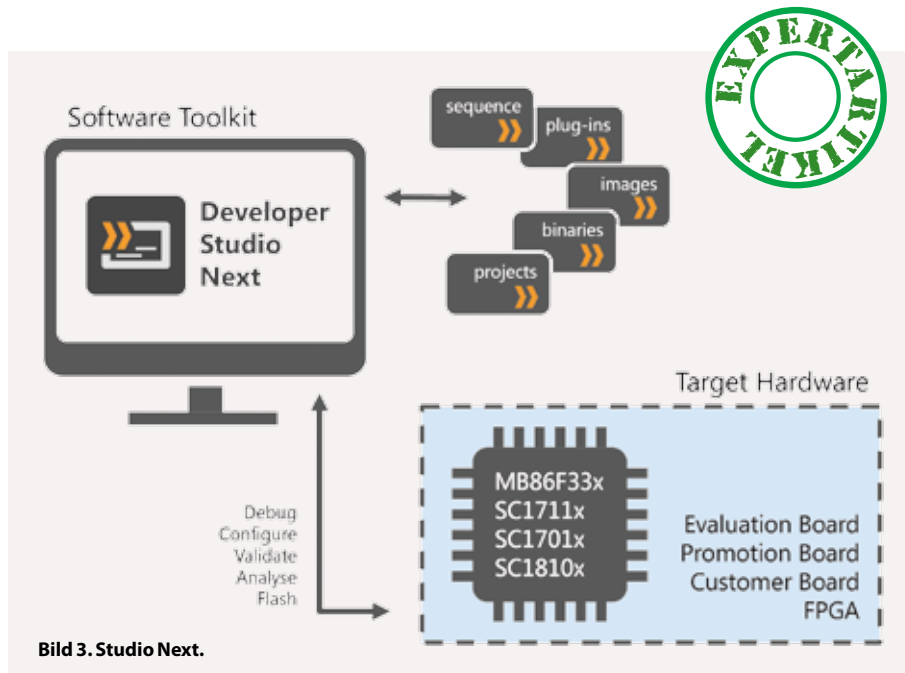 EXPERTARTIKEL
Software Toolkit
Developer
Studio
Next
sequence
plug-ins
images
binaries
projects
Target Hardware
MB86F33x
SC1711x
SC1701x
SC1810x
Evaluation Board
Promotion Board
Customer Board
FPGA
Debug
Configure
Validate
Analyse
Flash
Bild 3. Studio Next.